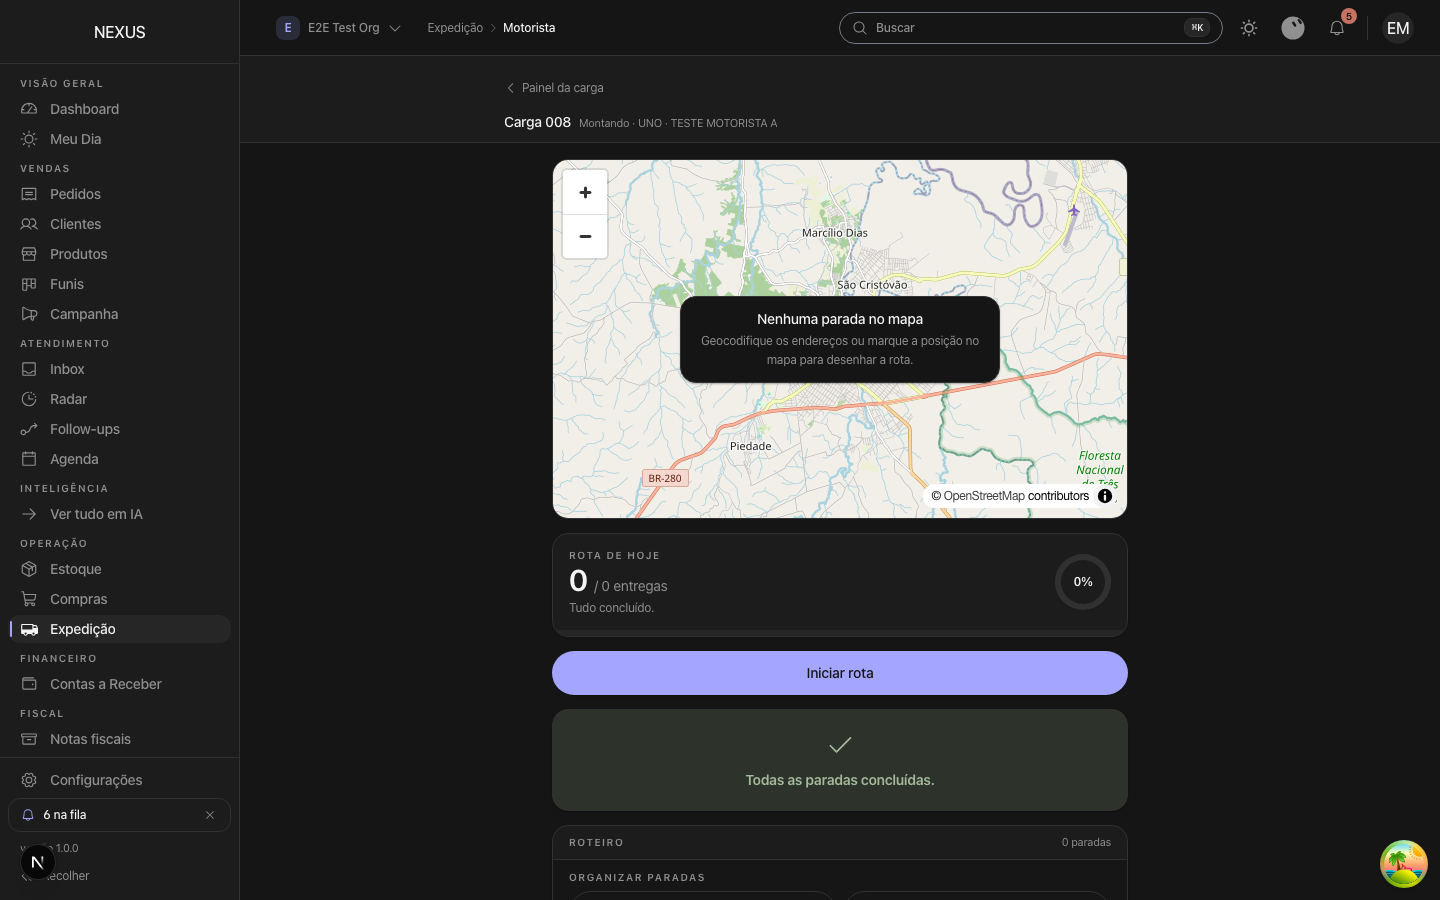 NEXUS
E
E2E Test Org
Expedição
Motorista
Buscar
⌘K
5
EM
VISÃO GERAL
Dashboard
Meu Dia
VENDAS
Pedidos
Clientes
Produtos
Funis
Campanha
ATENDIMENTO
Inbox
Radar
Follow-ups
Agenda
INTELIGÊNCIA
Ver tudo em IA
OPERAÇÃO
Estoque
Compras
Expedição
FINANCEIRO
Contas a Receber
FISCAL
Notas fiscais
Configurações
6 na fila
1.0.0
N
Painel da carga
Carga 008 Montando · UNO · TESTE MOTORISTA A
+
−
Marcílio Dias
São Cristóvão
Nenhuma parada no mapa
Geocodifique os endereços ou marque a posição no
mapa para desenhar a rota.
Piedade
BR-280
Floresta
Nacional
de Três
© OpenStreetMap contributors
ROTA DE HOJE
0 / 0 entregas
Tudo concluído.
0%
Iniciar rota
Todas as paradas concluídas.
ROTEIRO
0 paradas
ORGANIZAR PARADAS